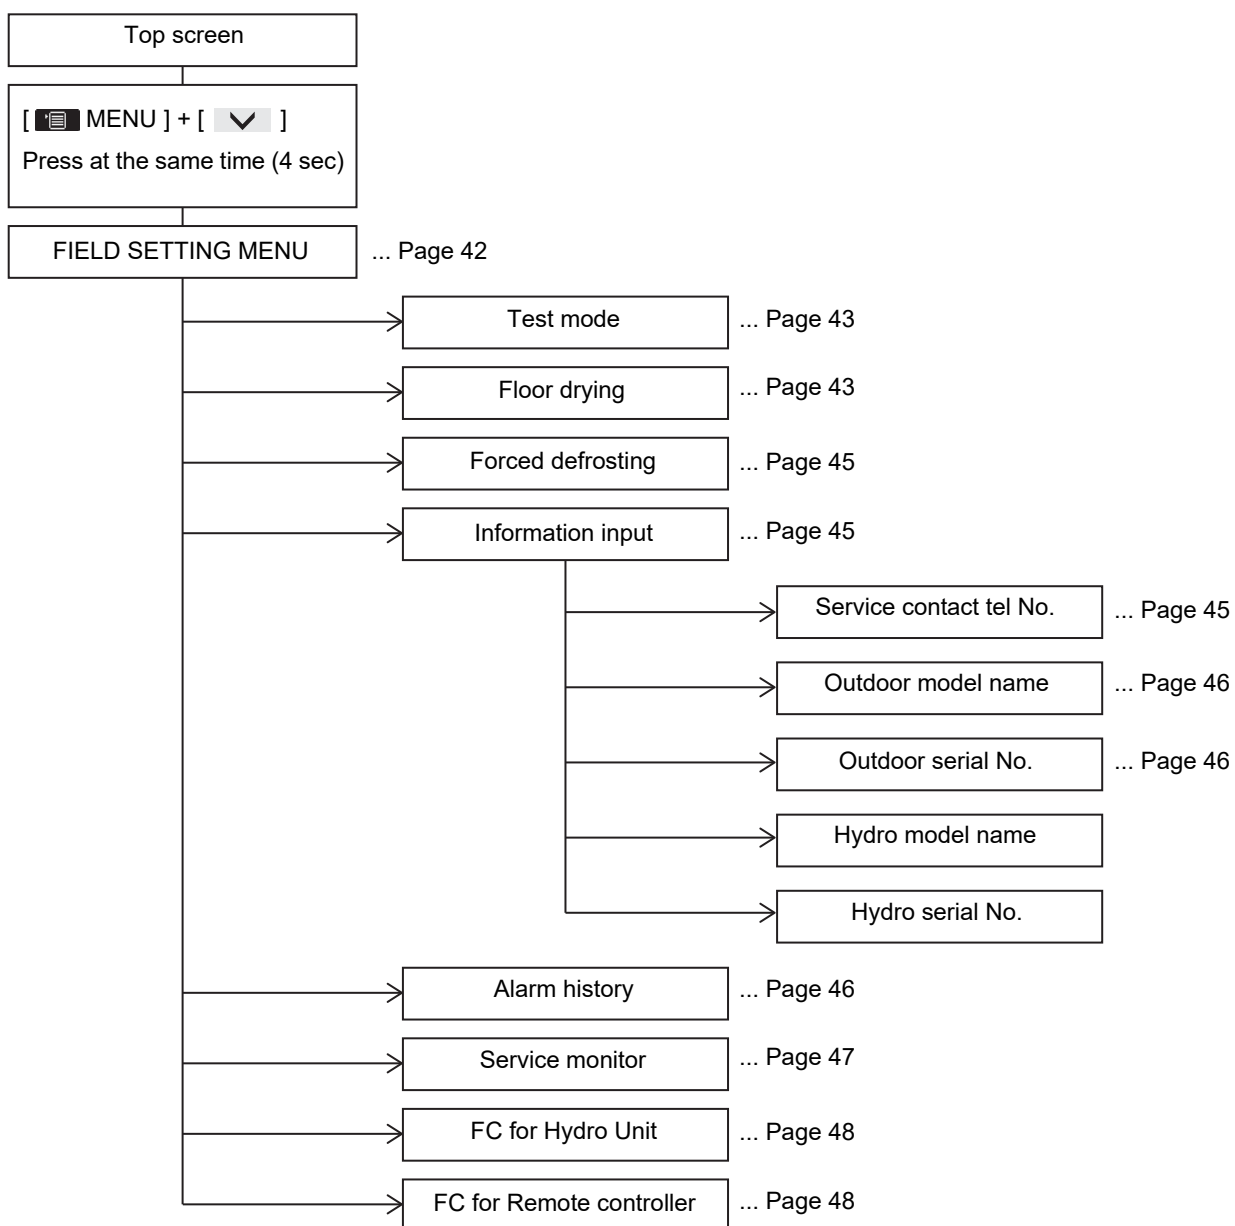 Top screen
[ MENU ] + [ ]
Press at the same time (4 sec)
FIELD SETTING MENU ... Page 42
Test mode ... Page 43
Floor drying ... Page 43
Forced defrosting ... Page 45
Information input ... Page 45
Service contact tel No. ... Page 45
Outdoor model name ... Page 46
Outdoor serial No. ... Page 46
Hydro model name
Hydro serial No.
Alarm history ... Page 46
Service monitor ... Page 47
FC for Hydro Unit ... Page 48
FC for Remote controller ... Page 48